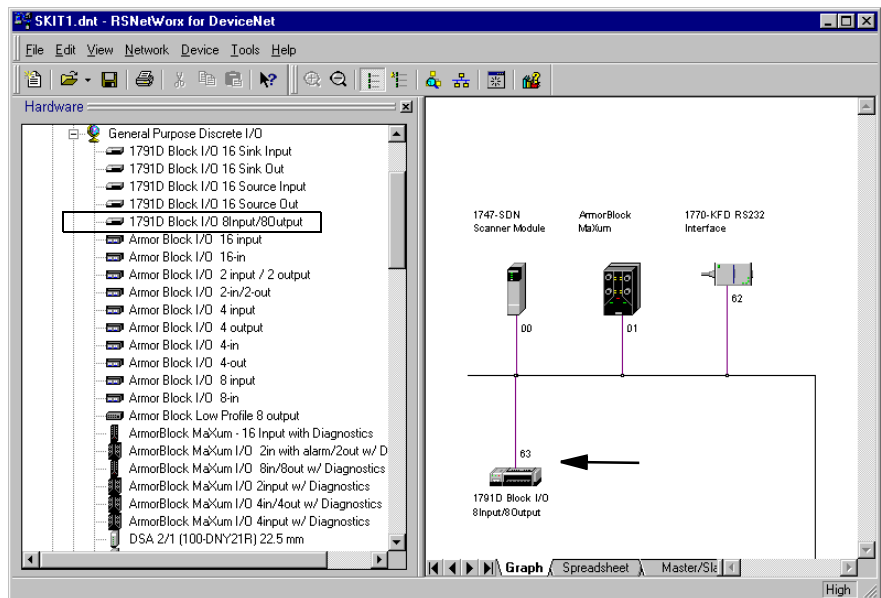 SKIT1.dnt - RSNetWorx for DeviceNet
File Edit View Network Device Tools Help
Hardware
General Purpose Discrete I/O
1791D Block I/O 16 Sink Input
1791D Block I/O 16 Sink Out
1791D Block I/O 16 Source Input
1791D Block I/O 16 Source Out
1791D Block I/O 8Input/8Output
Armor Block I/O 16 input
Armor Block I/O 16-in
Armor Block I/O 2 input / 2 output
Armor Block I/O 2-in/2-out
Armor Block I/O 4 input
Armor Block I/O 4 output
Armor Block I/O 4-in
Armor Block I/O 4-out
Armor Block I/O 8 input
Armor Block I/O 8-in
Armor Block Low Profile 8 output
ArmorBlock MaXum - 16 Input with Diagnostics
ArmorBlock MaXum I/O 2in with alarm/2out w/ D
ArmorBlock MaXum I/O 8in/8out w/ Diagnostics
ArmorBlock MaXum I/O 2input w/ Diagnostics
ArmorBlock MaXum I/O 4in/4out w/ Diagnostics
ArmorBlock MaXum I/O 4input w/ Diagnostics
DSA 2/1 (100-DNY21R) 22.5 mm
1747-SDN
Scanner Module
ArmorBlock
MaXum
1770-KFD RS232
Interface
00
01
62
63
1791D Block I/O
8Input/8Output
Graph Spreadsheet Master/Sla
High